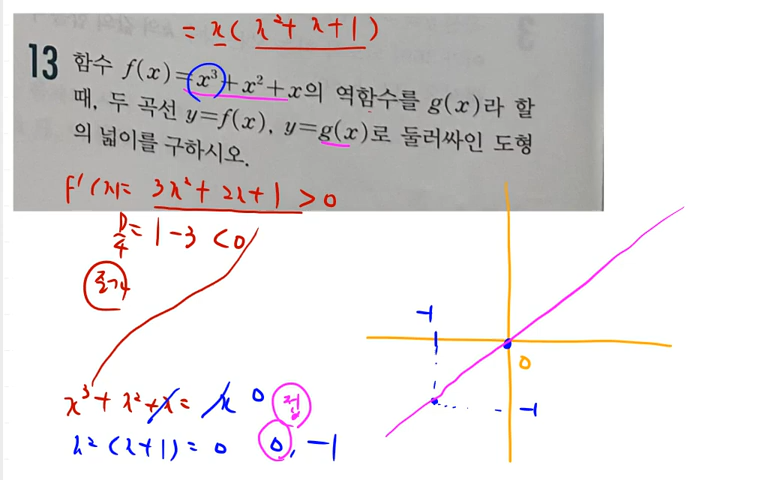 = x(x²+x+1)
13 함수 f(x)=x³+x²+x의 역함수를 g(x)라 할
때, 두 곡선 y=f(x), y=g(x)로 둘러싸인 도형
의 넓이를 구하시오.
f'(x)= 3x²+2x+1 >0
D/4 = 1-3 <0
증가
-1
0
-1
x³+x²+x = x 0 접
x²(x+1)=0 0, -1